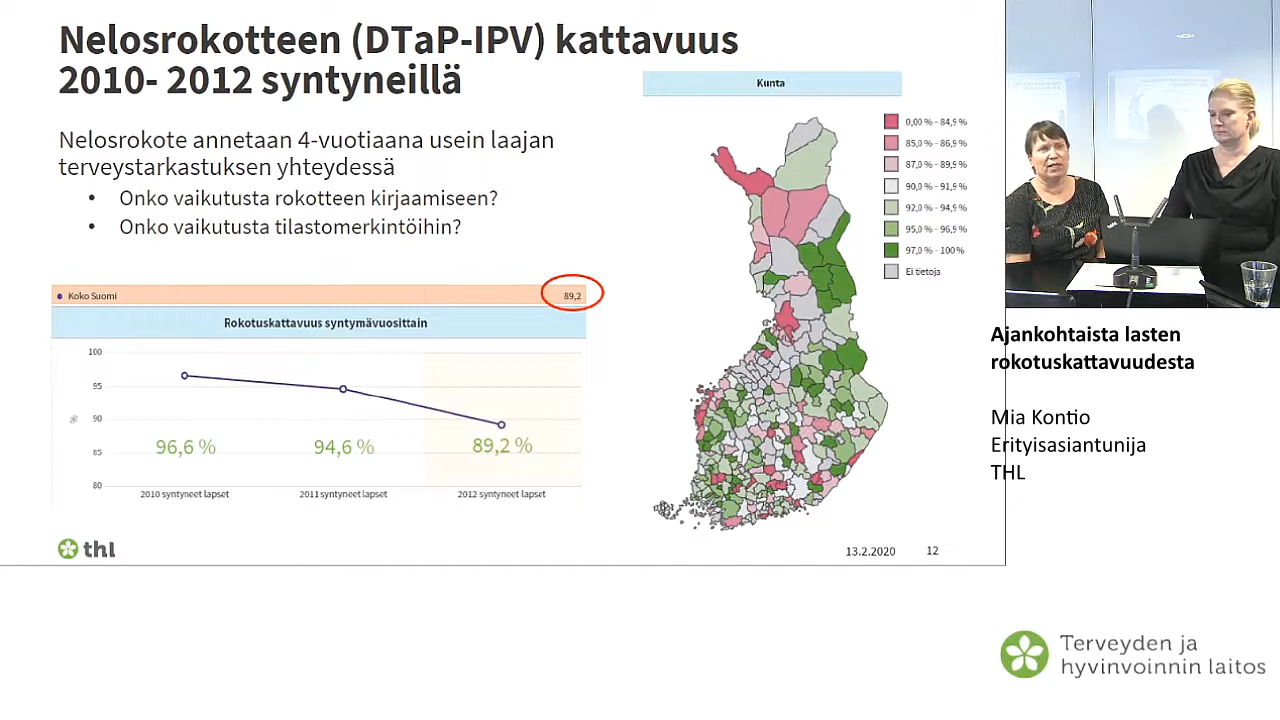 Nelosrokotteen (DTaP-IPV) kattavuus
2010- 2012 syntyneillä
Nelosrokote annetaan 4-vuotiaana usein laajan
terveystarkastuksen yhteydessä
• Onko vaikutusta rokotteen kirjaamiseen?
• Onko vaikutusta tilastomerkintöihin?
Koko Suomi 89,2
Rokotuskattavuus syntymävuosittain
100
95
90
85
80
%
96,6 %
94,6 %
89,2 %
2010 syntyneet lapset
2011 syntyneet lapset
2012 syntyneet lapset
Kunta
0,00 % - 84,9 %
85,0 % - 86,9 %
87,0 % - 89,9 %
90,0 % - 91,9 %
92,0 % - 94,9 %
95,0 % - 96,9 %
97,0 % - 100 %
Ei tietoja
thl
13.2.2020 12
Ajankohtaista lasten
rokotuskattavuudesta
Mia Kontio
Erityisasiantunija
THL
Terveyden ja
hyvinvoinnin laitos